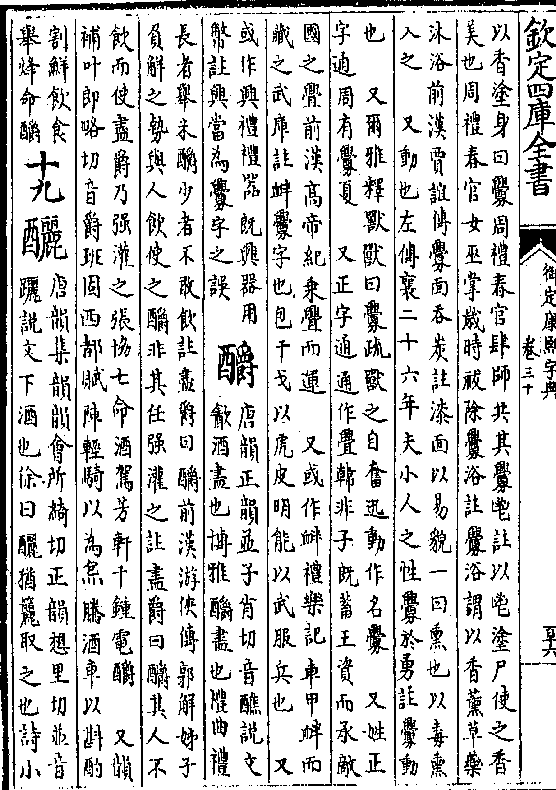 欽定四庫全書
御定康熙字典
卷三十
以香塗身曰釁周禮春官肆師共其釁鬯註以鬯塗尸使之香
美也周禮春官女巫掌歲時祓除釁浴註釁浴謂以香薰草藥
沐浴前漢賈誼傳釁面吞炭註漆面以易貌一曰熏也以毒熏
入之 又動也左傳襄二十六年夫小人之性釁於勇註釁動
也 又爾雅釋獸獸曰釁疏獸之自奮迅動作名釁 又姓正
字通周有釁夏 又正字通通作舋韓非子既蓄王資而承敵
國之舋前漢高帝紀乗舋而運 又或作衅禮樂記車甲衅而
藏之武庫註衅釁字也包干戈以虎皮明能以武服兵也 又
或作興禮禮器既興器用
幣註興當為釁字之誤
釂
唐韻正韻並子肖切音醮説文
㱃酒盡也博雅釂盡也禮曲禮
長者舉未釂少者不敢飲註盡爵曰釂前漢游俠傳郭解姊子
負解之勢與人飲使之釂非其任强灌之註盡爵曰釂其人不
飲而使盡爵乃强灌之張協七命酒駕方軒千鍾電釂 又韻
補叶即略切音爵班固西都賦陳輕騎以為炰騰酒車以斟酌
割鮮飲食
舉烽命釂
十九
釃
唐韻集韻韻會所綺切正韻想里切並音
躧説文下酒也徐曰釃猶籭取之也詩小